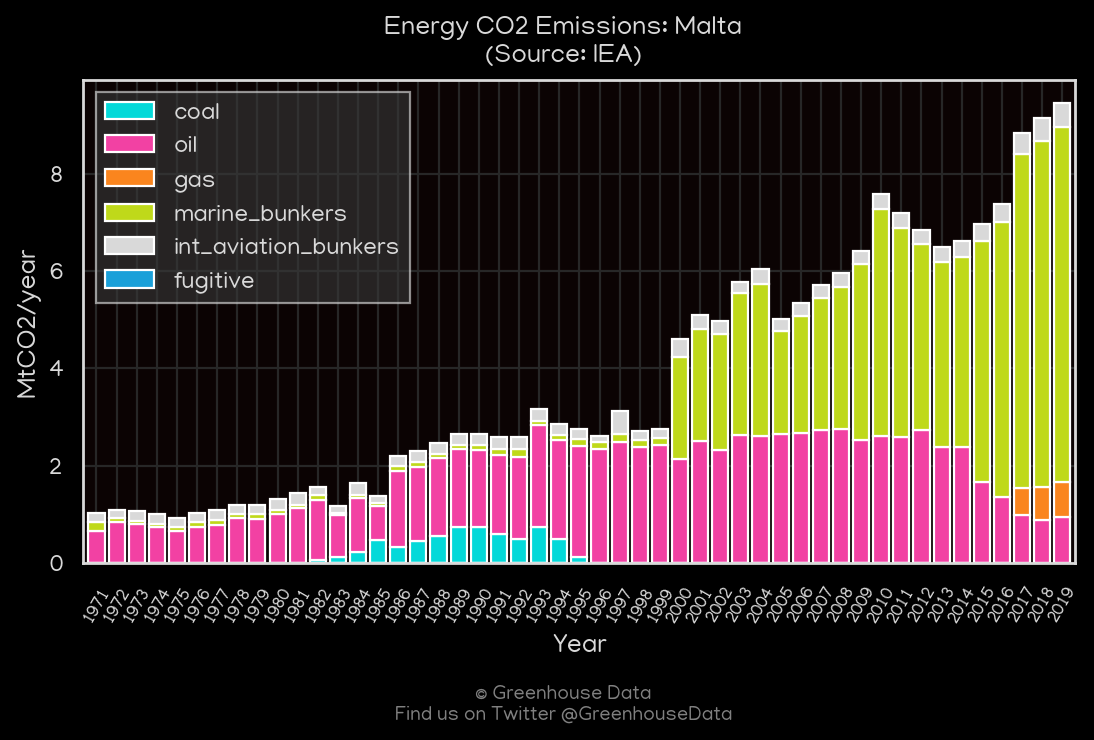 Energy CO2 Emissions: Malta
(Source: IEA)
coal
oil
gas
marine_bunkers
int_aviation_bunkers
fugitive
MtCO2/year
8
6
4
2
0
1971 1972 1973 1974 1975 1976 1977 1978 1979 1980 1981 1982 1983 1984 1985 1986 1987 1988 1989 1990 1991 1992 1993 1994 1995 1996 1997 1998 1999 2000 2001 2002 2003 2004 2005 2006 2007 2008 2009 2010 2011 2012 2013 2014 2015 2016 2017 2018 2019
Year
© Greenhouse Data
Find us on Twitter @GreenhouseData